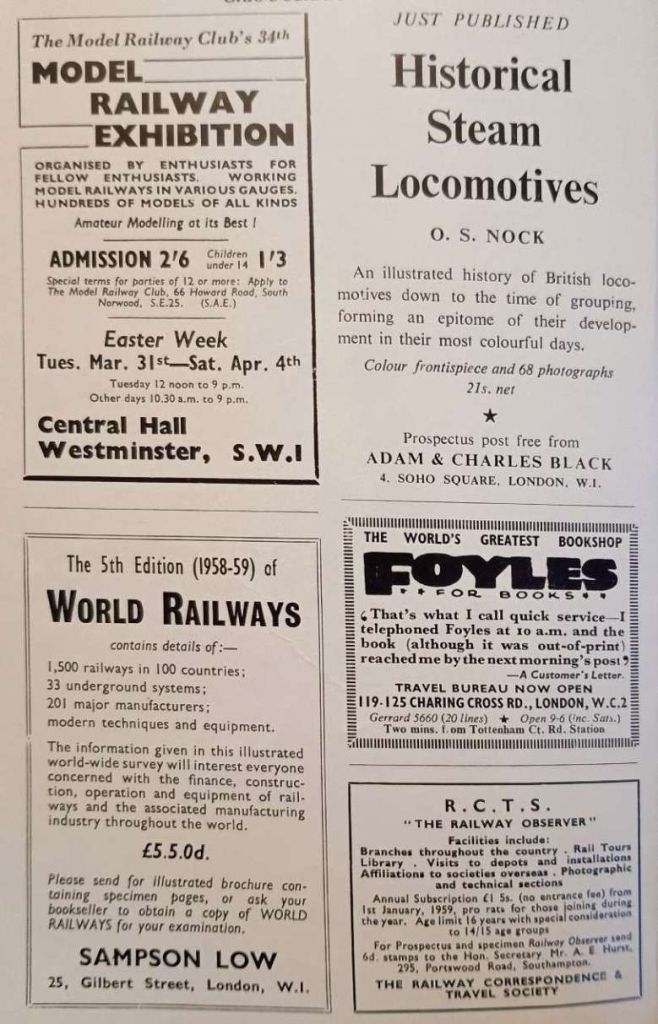 The Model Railway Club's 34th
MODEL
RAILWAY
EXHIBITION
ORGANISED BY ENTHUSIASTS FOR
FELLOW ENTHUSIASTS. WORKING
MODEL RAILWAYS IN VARIOUS GAUGES.
HUNDREDS OF MODELS OF ALL KINDS
Amateur Modelling at its Best!
ADMISSION 2'6 Children under 14 1'3
Special terms for parties of 12 or more: Apply to
The Model Railway Club, 66 Howard Road, South
Norwood, S.E.25. (S.A.E.)
Easter Week
Tues. Mar. 31st—Sat. Apr. 4th
Tuesday 12 noon to 9 p.m.
Other days 10.30 a.m. to 9 p.m.
Central Hall
Westminster, S.W.1
The 5th Edition (1958-59) of
WORLD RAILWAYS
contains details of:—
1,500 railways in 100 countries;
33 underground systems;
201 major manufacturers;
modern techniques and equipment.
The information given in this illustrated
world-wide survey will interest everyone
concerned with the finance, construc-
tion, operation and equipment of rail-
ways and the associated manufacturing
industry throughout the world.
£5.5.0d.
Please send for illustrated brochure con-
taining specimen pages, or ask your
bookseller to obtain a copy of WORLD
RAILWAYS for your examination.
SAMPSON LOW
25, Gilbert Street, London, W.1.
JUST PUBLISHED
Historical
Steam
Locomotives
O. S. NOCK
An illustrated history of British loco-
motives down to the time of grouping,
forming an epitome of their develop-
ment in their most colourful days.
Colour frontispiece and 68 photographs
21s. net
★
Prospectus post free from
ADAM & CHARLES BLACK
4, SOHO SQUARE, LONDON, W.1.
THE WORLD'S GREATEST BOOKSHOP
FOYLES
★ ★ FOR BOOKS ★ ★
‘That's what I call quick service—I
telephoned Foyles at 10 a.m. and the
book (although it was out-of-print)
reached me by the next morning's post’
—A Customer's Letter.
TRAVEL BUREAU NOW OPEN
119-125 CHARING CROSS RD., LONDON, W.C.2
Gerrard 5660 (20 lines) ★ Open 9-6 (inc. Sats.)
Two mins. from Tottenham Ct. Rd. Station
R.C.T.S.
"THE RAILWAY OBSERVER"
Facilities include:
Branches throughout the country . Rail Tours
Library . Visits to depots and installations
Affiliations to societies overseas . Photographic
and technical sections
Annual Subscription £1 5s. (no entrance fee) from
1st January, 1959, pro rata for those joining during
the year. Age limit 16 years with special consideration
to 14/15 age groups
For Prospectus and specimen Railway Observer send
6d. stamps to the Hon. Secretary Mr. A. E. Hurst,
295, Portswood Road, Southampton.
THE RAILWAY CORRESPONDENCE &
TRAVEL SOCIETY